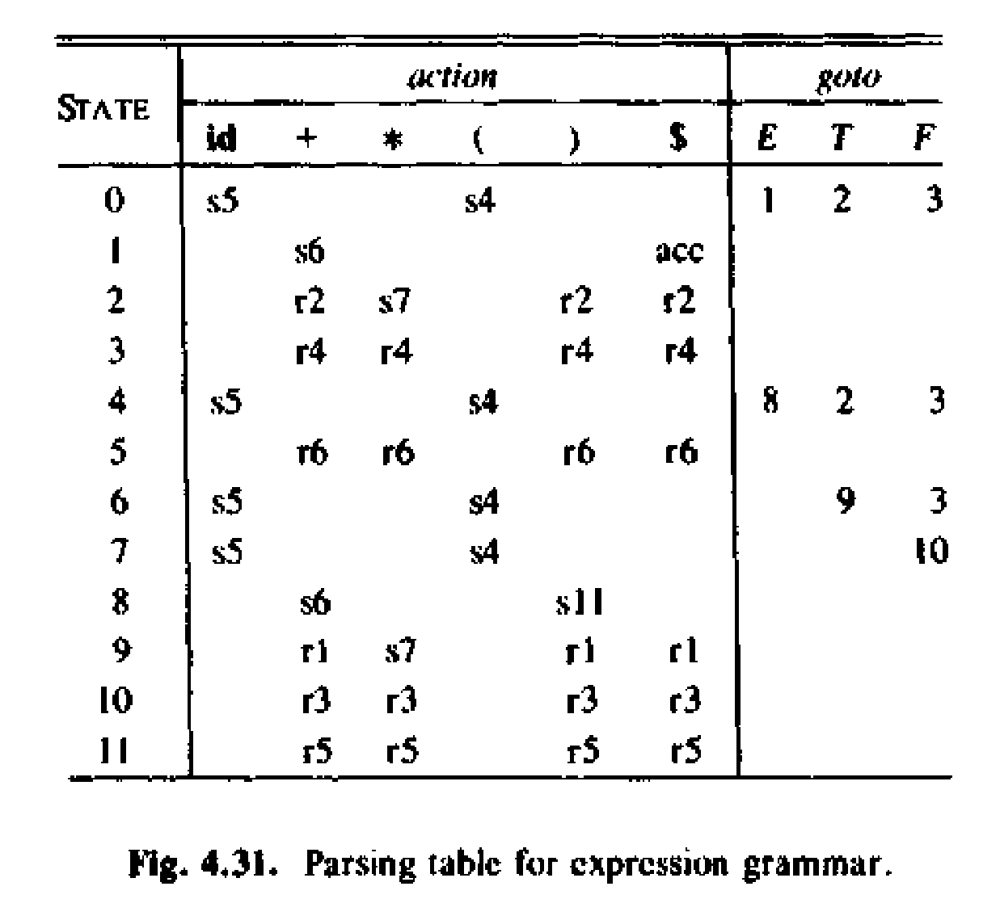 action goto
STATE
id + * ( ) $ E T F
0 s5 s4 1 2 3
1 s6 acc
2 r2 s7 r2 r2
3 r4 r4 r4 r4
4 s5 s4 8 2 3
5 r6 r6 r6 r6
6 s5 s4 9 3
7 s5 s4 10
8 s6 s11
9 r1 s7 r1 r1
10 r3 r3 r3 r3
11 r5 r5 r5 r5
Fig. 4.31. Parsing table for expression grammar.